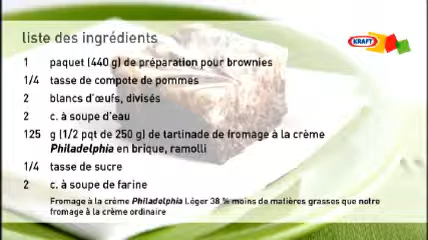 liste des ingrédients
KRAFT
1 paquet (440 g) de préparation pour brownies
1/4 tasse de compote de pommes
2 blancs d'œufs, divisés
2 c. à soupe d'eau
125 g (1/2 pqt de 250 g) de tartinade de fromage à la crème
Philadelphia en brique, ramolli
1/4 tasse de sucre
2 c. à soupe de farine
Fromage à la crème Philadelphia Léger 38 % moins de matières grasses que notre
fromage à la crème ordinaire